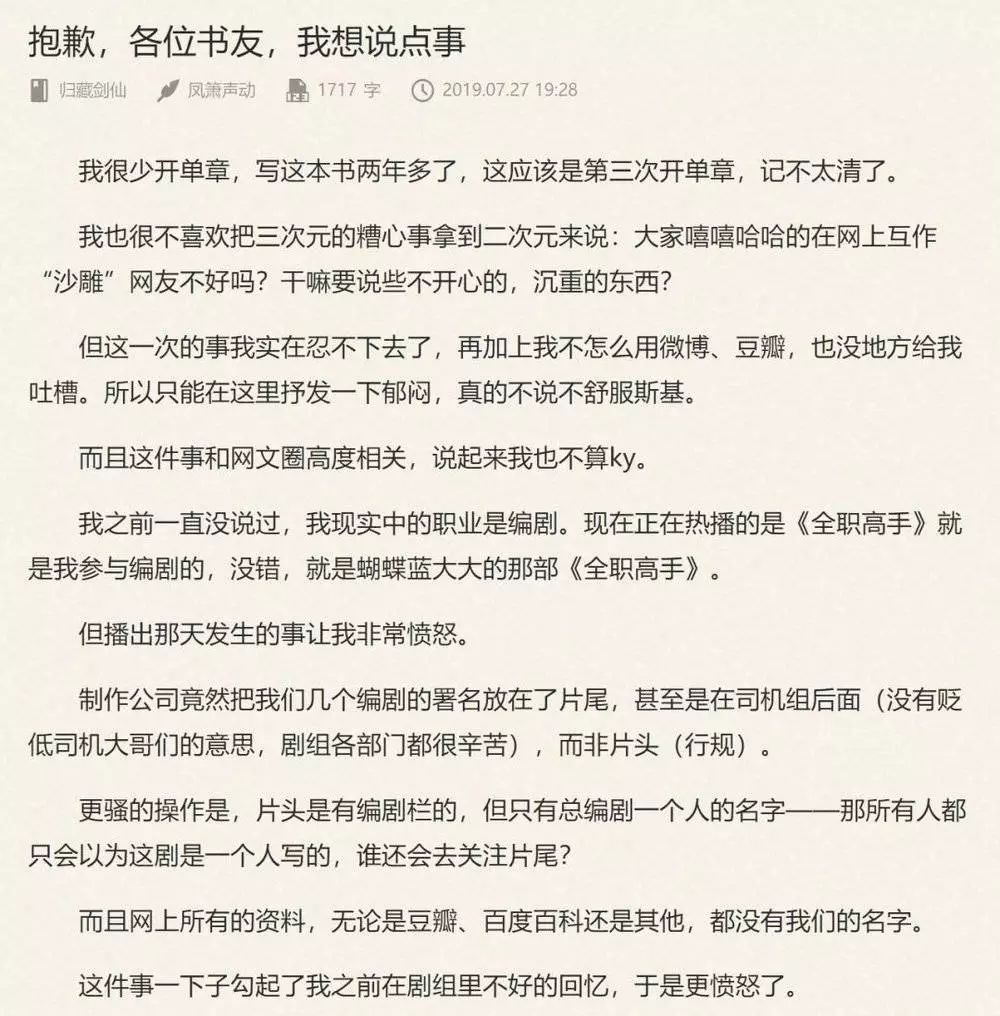 抱歉，各位书友，我想说点事
归藏剑仙 凤箫声动 1717 字 2019.07.27 19:28
我很少开单章，写这本书两年多了，这应该是第三次开单章，记不太清了。
我也很不喜欢把三次元的糟心事拿到二次元来说：大家嘻嘻哈哈的在网上互作
“沙雕”网友不好吗？干嘛要说些不开心的，沉重的东西？
但这一次的事我实在忍不下去了，再加上我不怎么用微博、豆瓣，也没地方给我
吐槽。所以只能在这里抒发一下郁闷，真的不说不舒服斯基。
而且这件事和网文圈高度相关，说起来我也不算ky。
我之前一直没说过，我现实中的职业是编剧。现在正在热播的是《全职高手》就
是我参与编剧的，没错，就是蝴蝶蓝大大的那部《全职高手》。
但播出那天发生的事让我非常愤怒。
制作公司竟然把我们几个编剧的署名放在了片尾，甚至是在司机组后面（没有贬
低司机大哥们的意思，剧组各部门都很辛苦），而非片头（行规）。
更骚的操作是，片头是有编剧栏的，但只有总编剧一个人的名字——那所有人都
只会以为这剧是一个人写的，谁还会去关注片尾？
而且网上所有的资料，无论是豆瓣、百度百科还是其他，都没有我们的名字。
这件事一下子勾起了我之前在剧组里不好的回忆，于是更愤怒了。